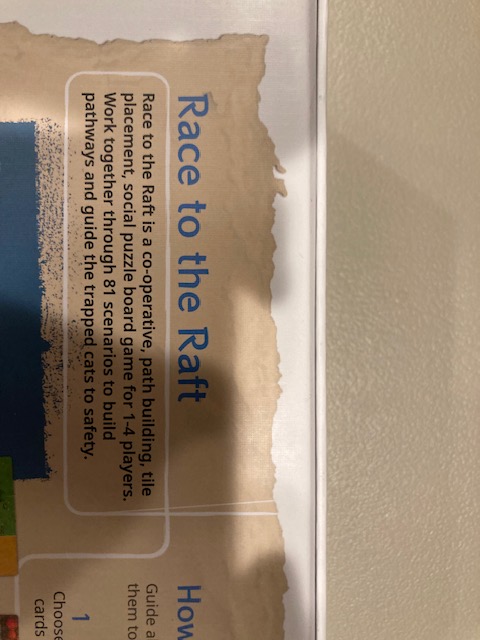 Race to the Raft
Race to the Raft is a co-operative, path building, tile
placement, social puzzle board game for 1-4 players.
Work together through 81 scenarios to build
pathways and guide the trapped cats to safety.
How
Guide a
them to
1
Choose
cards